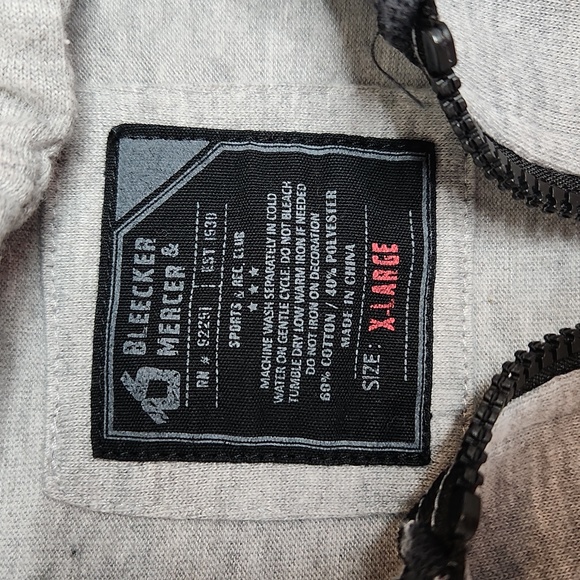 BLEECKER
MERCER &
RN # 92291 | EST 1630
SPORTS & REC. CLUB
MACHINE WASH SEPARATELY IN COLD
WATER ON GENTLE CYCLE. DO NOT BLEACH
TUMBLE DRY LOW WARM IRON IF NEEDED
DO NOT IRON ON DECORATION
60% COTTON / 40% POLYESTER
MADE IN CHINA
SIZE: X-LARGE